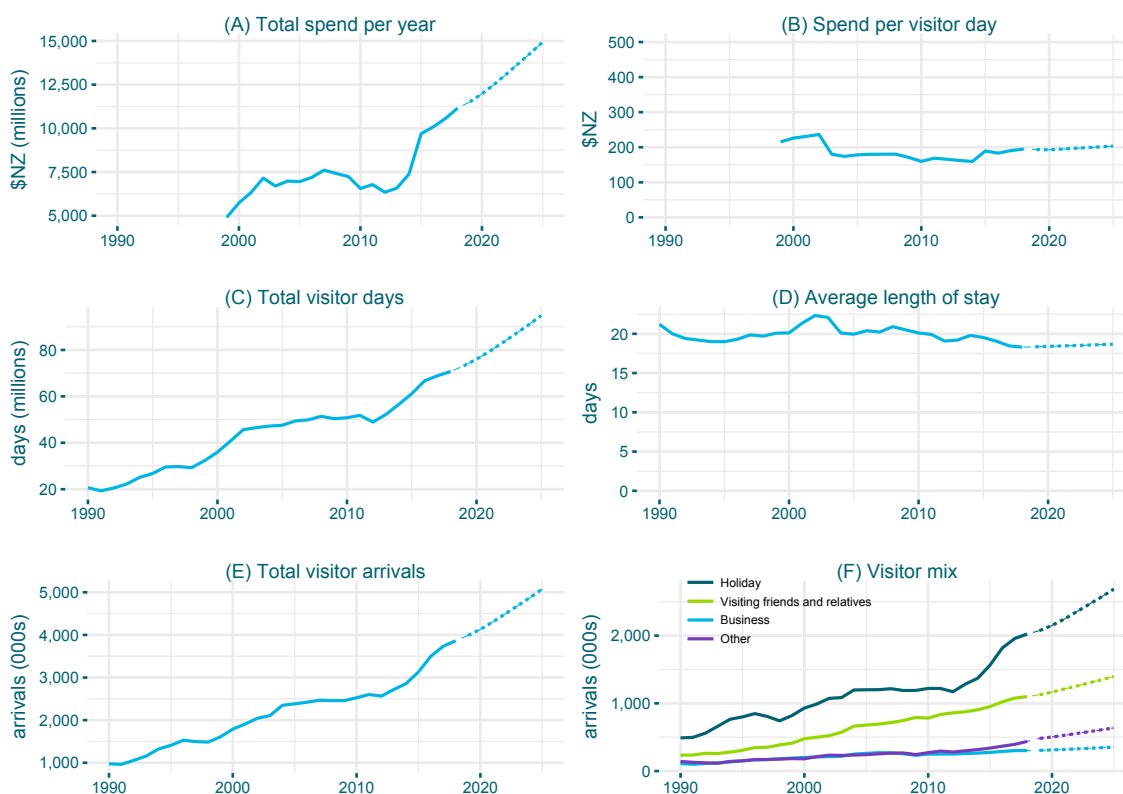 (A) Total spend per year
$NZ (millions)
15,000
12,500
10,000
7,500
5,000
1990 2000 2010 2020
(B) Spend per visitor day
$NZ
500
400
300
200
100
0
1990 2000 2010 2020
(C) Total visitor days
days (millions)
80
60
40
20
1990 2000 2010 2020
(D) Average length of stay
days
20
15
10
5
0
1990 2000 2010 2020
(E) Total visitor arrivals
arrivals (000s)
5,000
4,000
3,000
2,000
1,000
1990 2000 2010 2020
(F) Visitor mix
Holiday
Visiting friends and relatives
Business
Other
arrivals (000s)
2,000
1,000
0
1990 2000 2010 2020